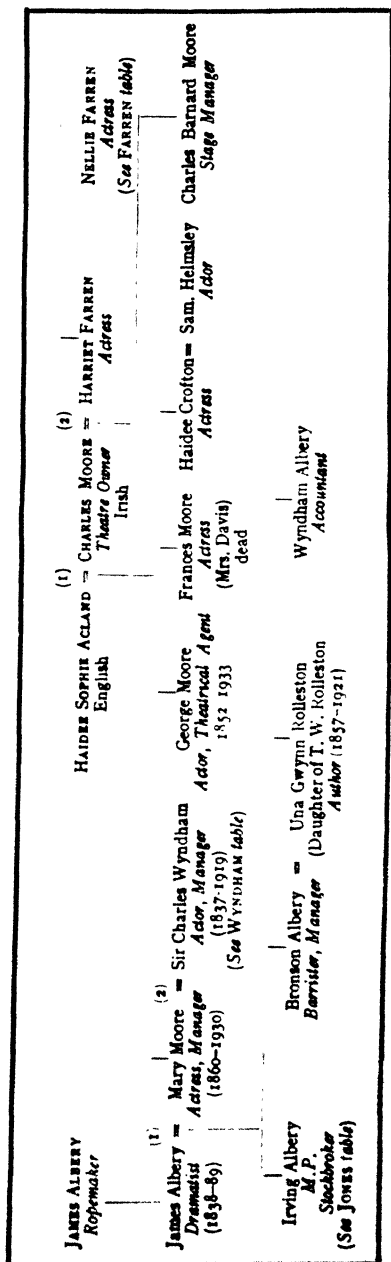 JAMES ALBERY
Ropemaker
HAIDEE SOPHIE ACLAND = CHARLES MOORE = HARRIET FARREN
(1) (2)
English
Theatre Owner
Irish
Actress
NELLIE FARREN
Actress
(See FARREN table)
James Albery = Mary Moore = Sir Charles Wyndham
(1) (2)
Dramatist
(1838-89)
Actress, Manager
(1860-1930)
Actor, Manager
(1837-1919)
(See WYNDHAM table)
George Moore
Actor, Theatrical Agent
1852 1933
Frances Moore
Actress
(Mrs. Davis)
dead
Haidee Crofton = Sam. Helmsley
Actress
Actor
Charles Barnard Moore
Stage Manager
Irving Albery
M.P.
Stockbroker
(See JONES table)
Bronson Albery = Una Gwynn Rolleston
Barrister, Manager
(Daughter of T. W. Rolleston
Author (1857-1921)
Wyndham Albery
Accountant